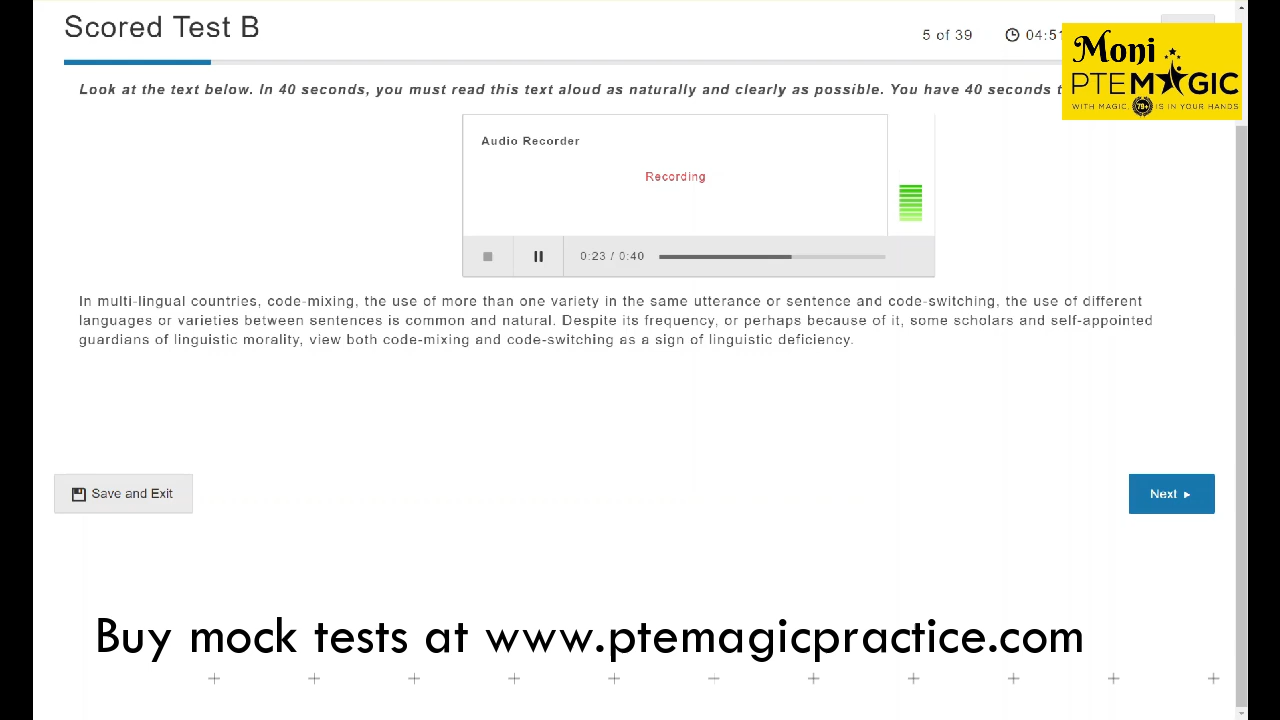 Scored Test B
5 of 39
04:51
Moni
PTEMAGIC
WITH MAGIC, 79+ IS IN YOUR HANDS
Look at the text below. In 40 seconds, you must read this text aloud as naturally and clearly as possible. You have 40 seconds
Audio Recorder
Recording
0:23 / 0:40
In multi-lingual countries, code-mixing, the use of more than one variety in the same utterance or sentence and code-switching, the use of different
languages or varieties between sentences is common and natural. Despite its frequency, or perhaps because of it, some scholars and self-appointed
guardians of linguistic morality, view both code-mixing and code-switching as a sign of linguistic deficiency.
Save and Exit
Next
Buy mock tests at www.ptemagicpractice.com